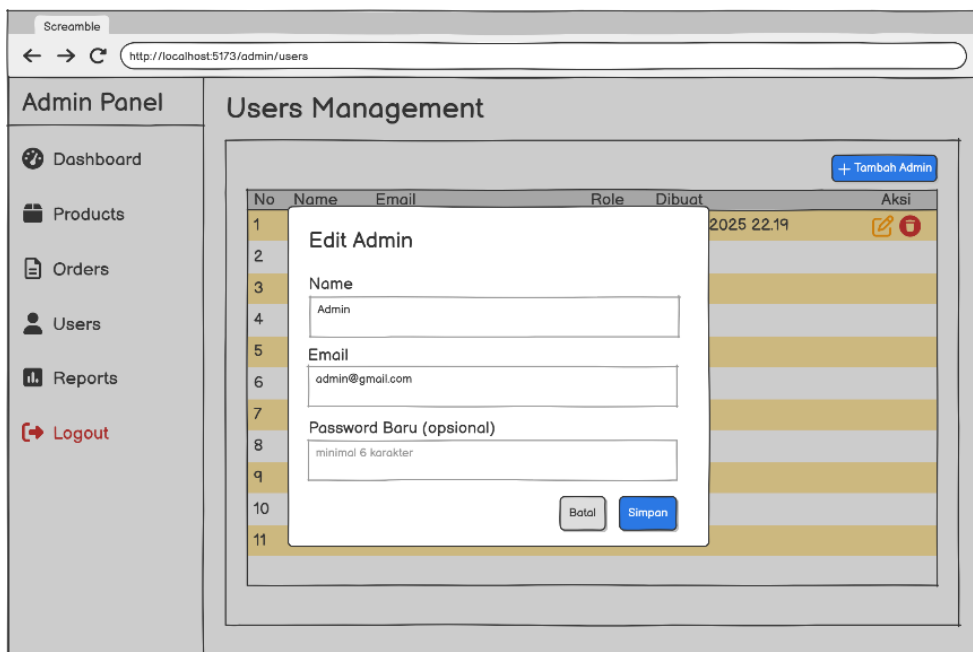 Screamble
http://localhost:5173/admin/users
Admin Panel
Dashboard
Products
Orders
Users
Reports
Logout
Users Management
+ Tambah Admin
No Name Email Role Dibuat Aksi
1 2025 22.19
2
3
4
5
6
7
8
9
10
11
Edit Admin
Name
Admin
Email
admin@gmail.com
Password Baru (opsional)
minimal 6 karakter
Batal Simpan